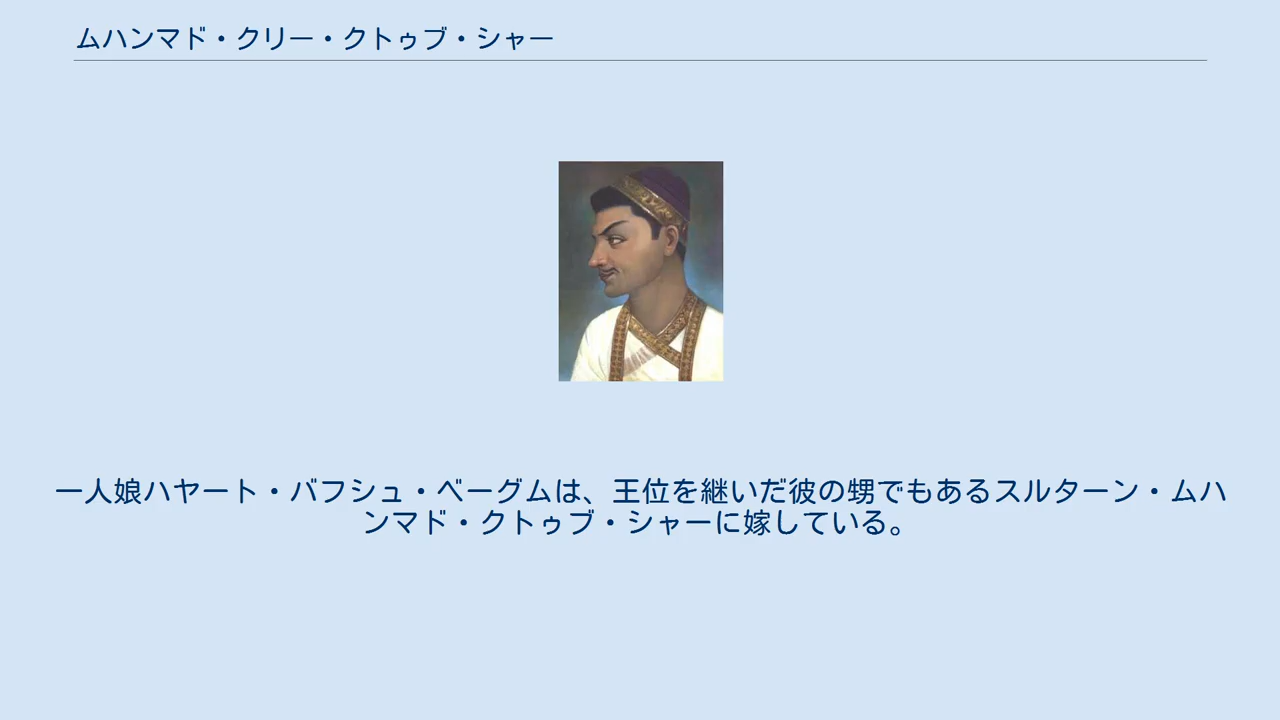 ムハンマド・クリー・クトゥブ・シャー
一人娘ハヤート・バフシュ・ベーグムは、王位を継いだ彼の甥でもあるスルターン・ムハ
ンマド・クトゥブ・シャーに嫁している。